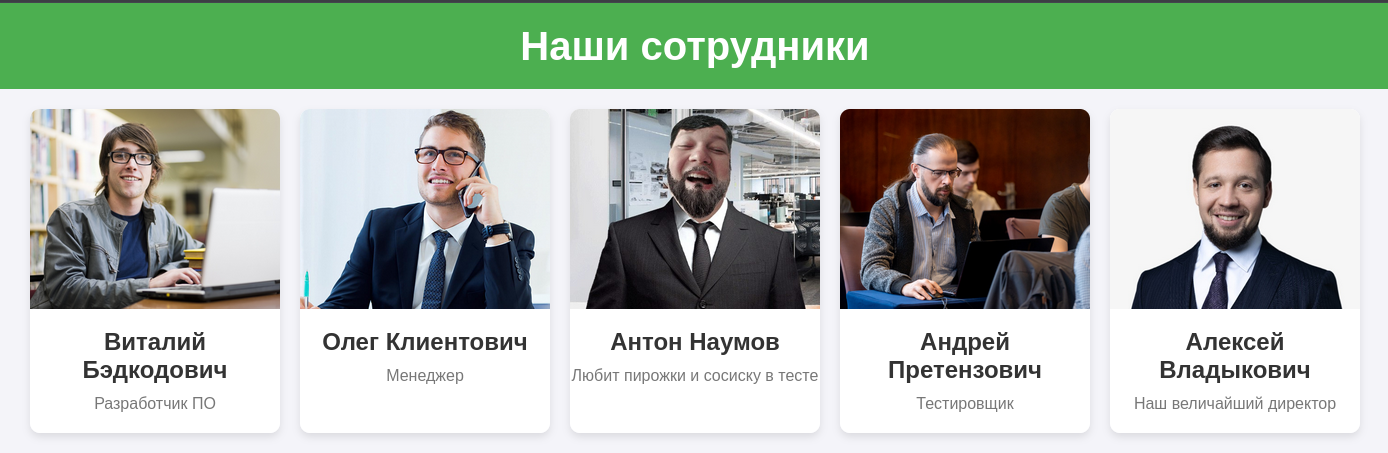 Наши сотрудники
Виталий
Бэдкодович
Разработчик ПО
Олег Клиентович
Менеджер
Антон Наумов
Любит пирожки и сосиску в тесте
Андрей
Претензович
Тестировщик
Алексей
Владыкович
Наш величайший директор